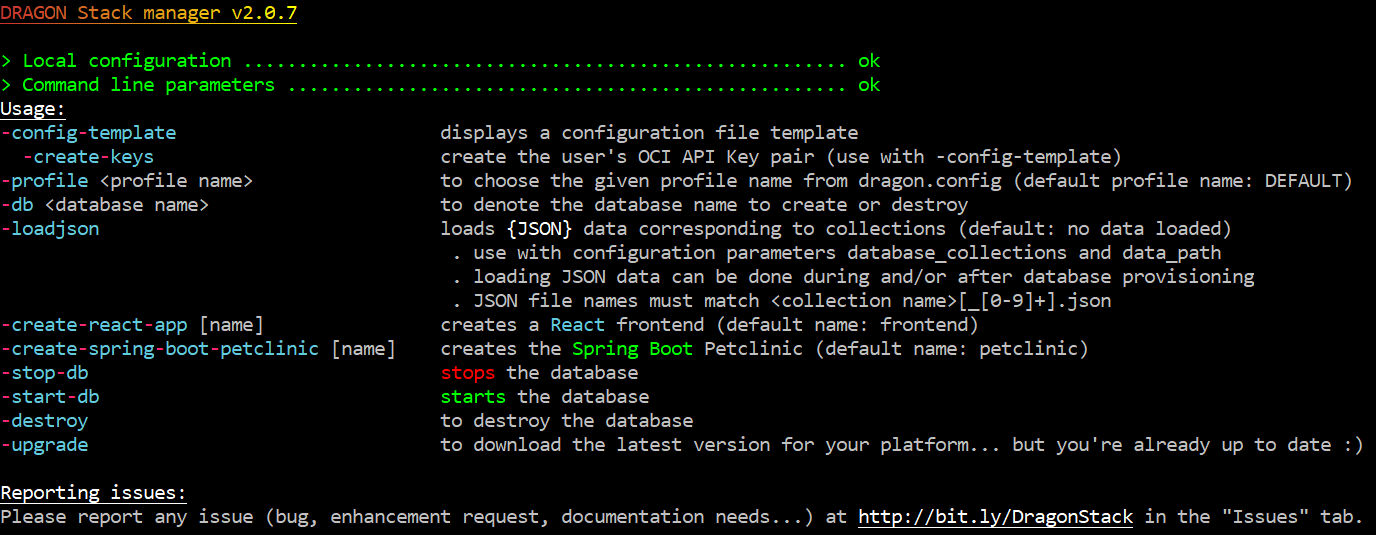 DRAGON Stack manager v2.0.7
> Local configuration ....................................................... ok
> Command line parameters ................................................... ok
Usage:
-config-template displays a configuration file template
-create-keys create the user's OCI API Key pair (use with -config-template)
-profile <profile name> to choose the given profile name from dragon.config (default profile name: DEFAULT)
-db <database name> to denote the database name to create or destroy
-loadjson loads {JSON} data corresponding to collections (default: no data loaded)
. use with configuration parameters database_collections and data_path
. loading JSON data can be done during and/or after database provisioning
. JSON file names must match <collection name>[_[0-9]+].json
-create-react-app [name] creates a React frontend (default name: frontend)
-create-spring-boot-petclinic [name] creates the Spring Boot Petclinic (default name: petclinic)
-stop-db stops the database
-start-db starts the database
-destroy to destroy the database
-upgrade to download the latest version for your platform... but you're already up to date :)
Reporting issues:
Please report any issue (bug, enhancement request, documentation needs...) at http://bit.ly/DragonStack in the "Issues" tab.